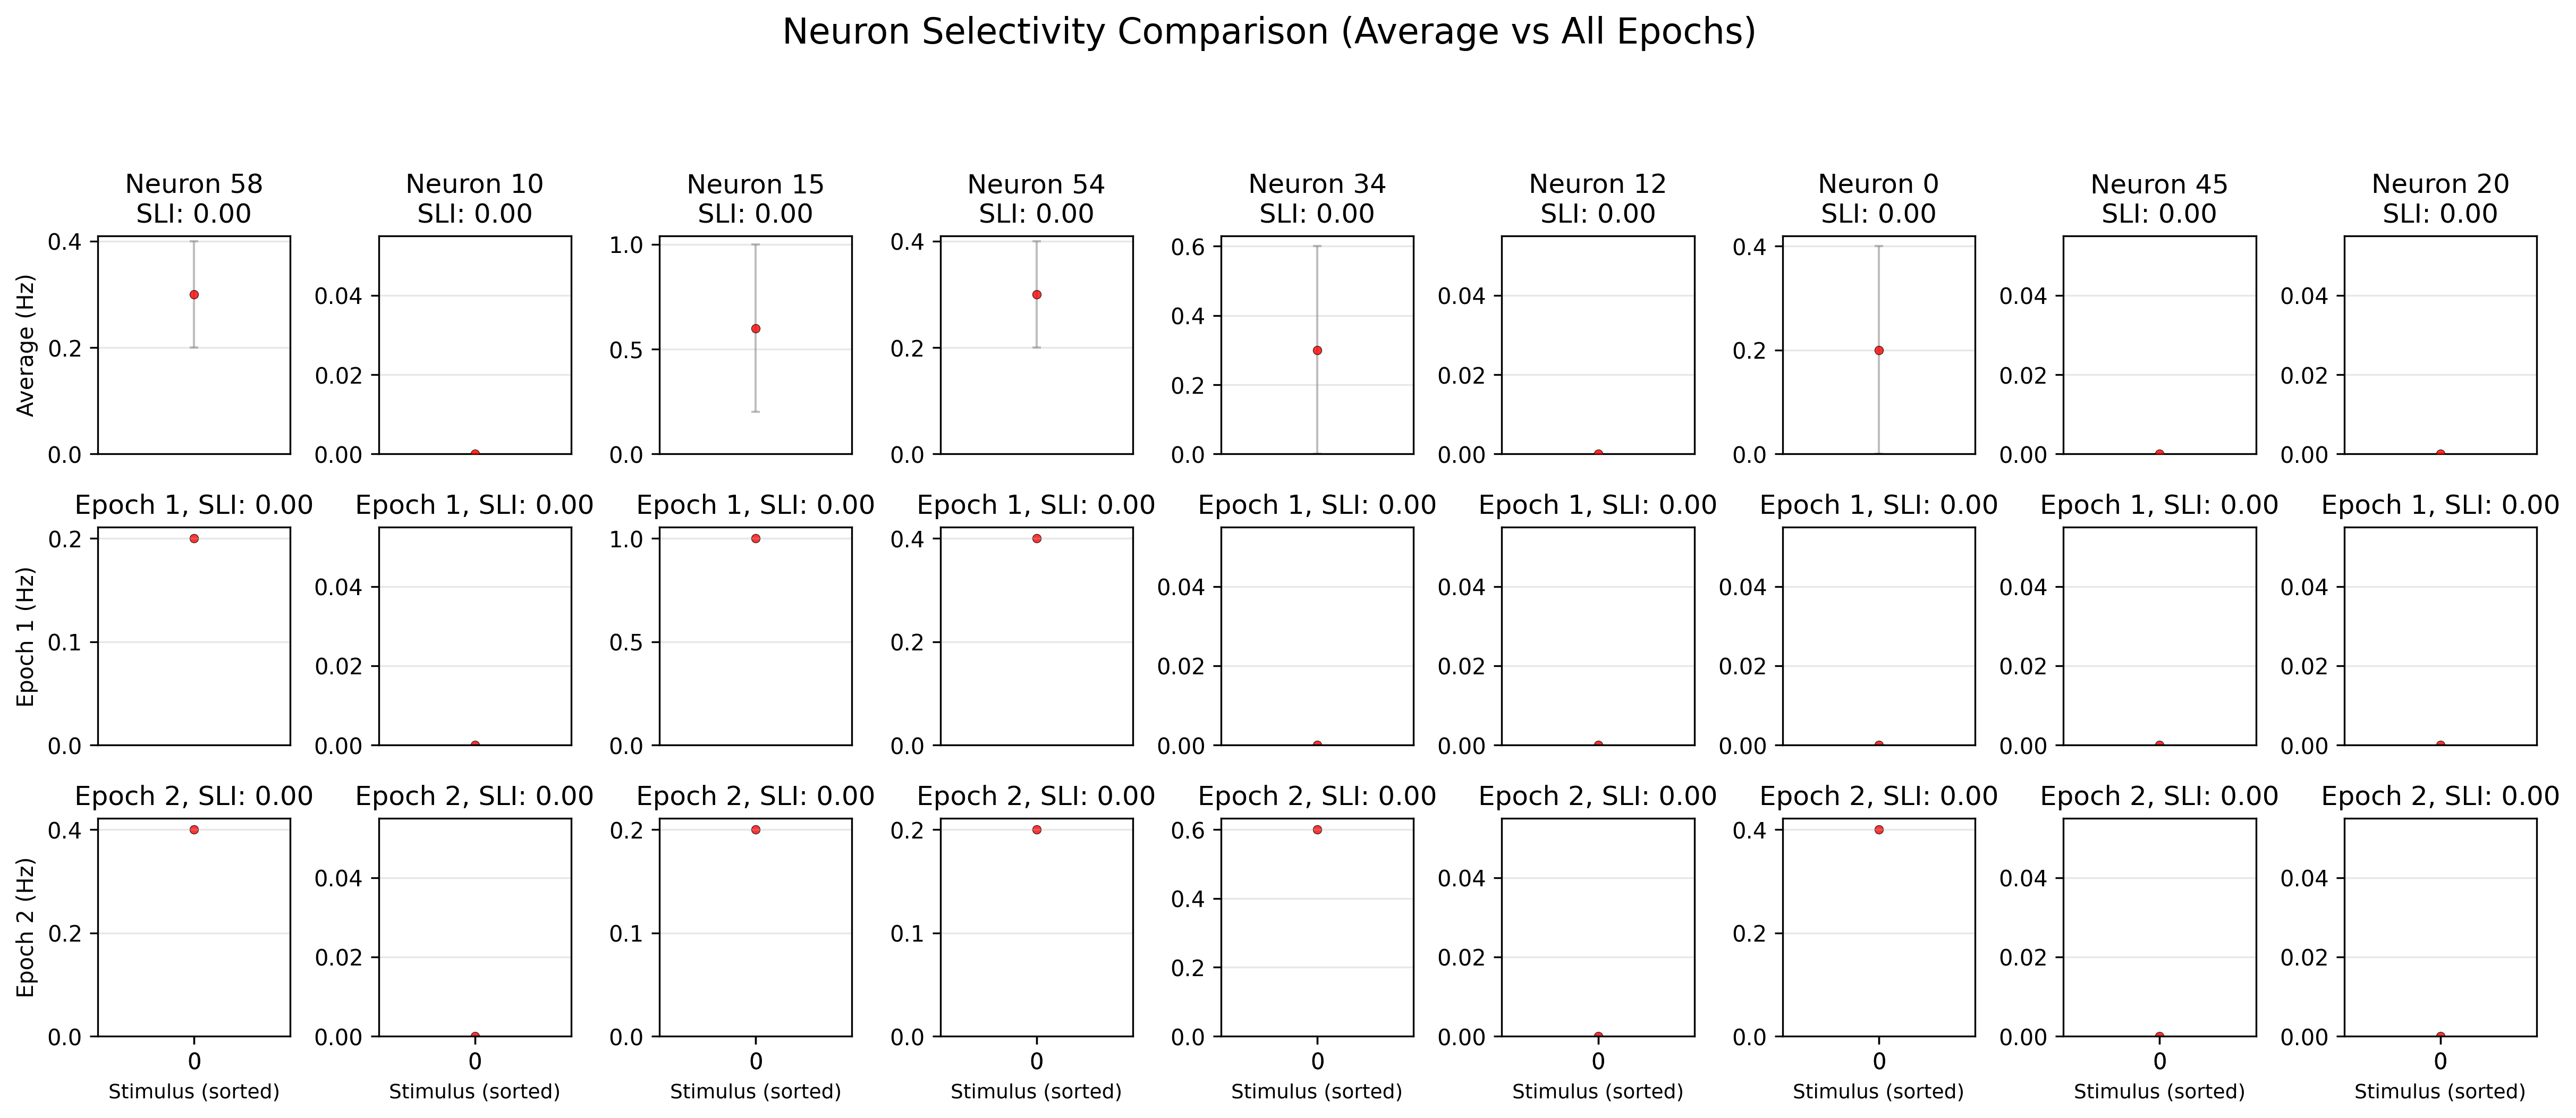 Neuron Selectivity Comparison (Average vs All Epochs)
Neuron 58
SLI: 0.00
Neuron 10
SLI: 0.00
Neuron 15
SLI: 0.00
Neuron 54
SLI: 0.00
Neuron 34
SLI: 0.00
Neuron 12
SLI: 0.00
Neuron 0
SLI: 0.00
Neuron 45
SLI: 0.00
Neuron 20
SLI: 0.00
Average (Hz)
0.4
0.2
0.0
0.04
0.02
0.00
1.0
0.5
0.0
0.4
0.2
0.0
0.6
0.4
0.2
0.0
0.04
0.02
0.00
0.4
0.2
0.0
0.04
0.02
0.00
0.04
0.02
0.00
Epoch 1, SLI: 0.00
Epoch 1, SLI: 0.00
Epoch 1, SLI: 0.00
Epoch 1, SLI: 0.00
Epoch 1, SLI: 0.00
Epoch 1, SLI: 0.00
Epoch 1, SLI: 0.00
Epoch 1, SLI: 0.00
Epoch 1, SLI: 0.00
Epoch 1 (Hz)
0.2
0.1
0.0
0.04
0.02
0.00
1.0
0.5
0.0
0.4
0.2
0.0
0.04
0.02
0.00
0.04
0.02
0.00
0.04
0.02
0.00
0.04
0.02
0.00
0.04
0.02
0.00
Epoch 2, SLI: 0.00
Epoch 2, SLI: 0.00
Epoch 2, SLI: 0.00
Epoch 2, SLI: 0.00
Epoch 2, SLI: 0.00
Epoch 2, SLI: 0.00
Epoch 2, SLI: 0.00
Epoch 2, SLI: 0.00
Epoch 2, SLI: 0.00
Epoch 2 (Hz)
0.4
0.2
0.0
0.04
0.02
0.00
0.2
0.1
0.0
0.2
0.1
0.0
0.6
0.4
0.2
0.0
0.04
0.02
0.00
0.4
0.2
0.0
0.04
0.02
0.00
0.04
0.02
0.00
0
0
0
0
0
0
0
0
0
Stimulus (sorted)
Stimulus (sorted)
Stimulus (sorted)
Stimulus (sorted)
Stimulus (sorted)
Stimulus (sorted)
Stimulus (sorted)
Stimulus (sorted)
Stimulus (sorted)